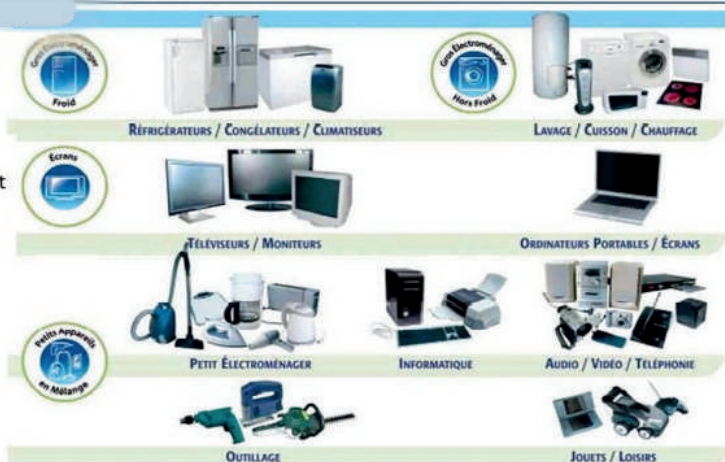 Gros Électroménager
Froid
Gros Électroménager
Hors Froid
RÉFRIGÉRATEURS / CONGÉLATEURS / CLIMATISEURS
LAVAGE / CUISSON / CHAUFFAGE
t
Écrans
TÉLÉVISEURS / MONITEURS
ORDINATEURS PORTABLES / ÉCRANS
Petits Appareils
en Mélange
PETIT ÉLECTROMÉNAGER
INFORMATIQUE
AUDIO / VIDÉO / TÉLÉPHONIE
OUTILLAGE
JOUETS / LOISIRS